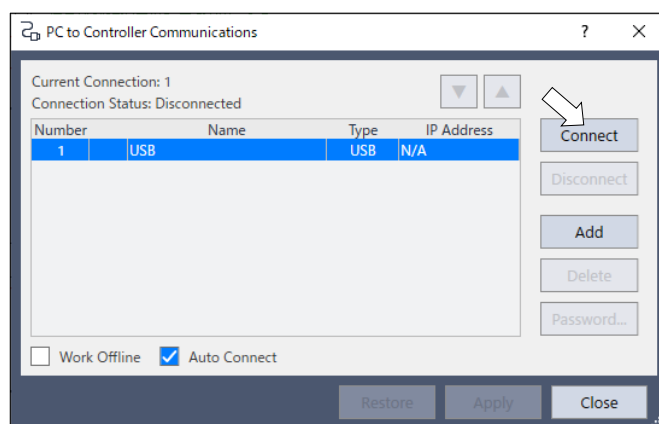 PC to Controller Communications
Current Connection: 1
Connection Status: Disconnected
Number Name Type IP Address
1 USB USB N/A
Connect
Disconnect
Add
Delete
Password...
Work Offline Auto Connect
Restore Apply Close